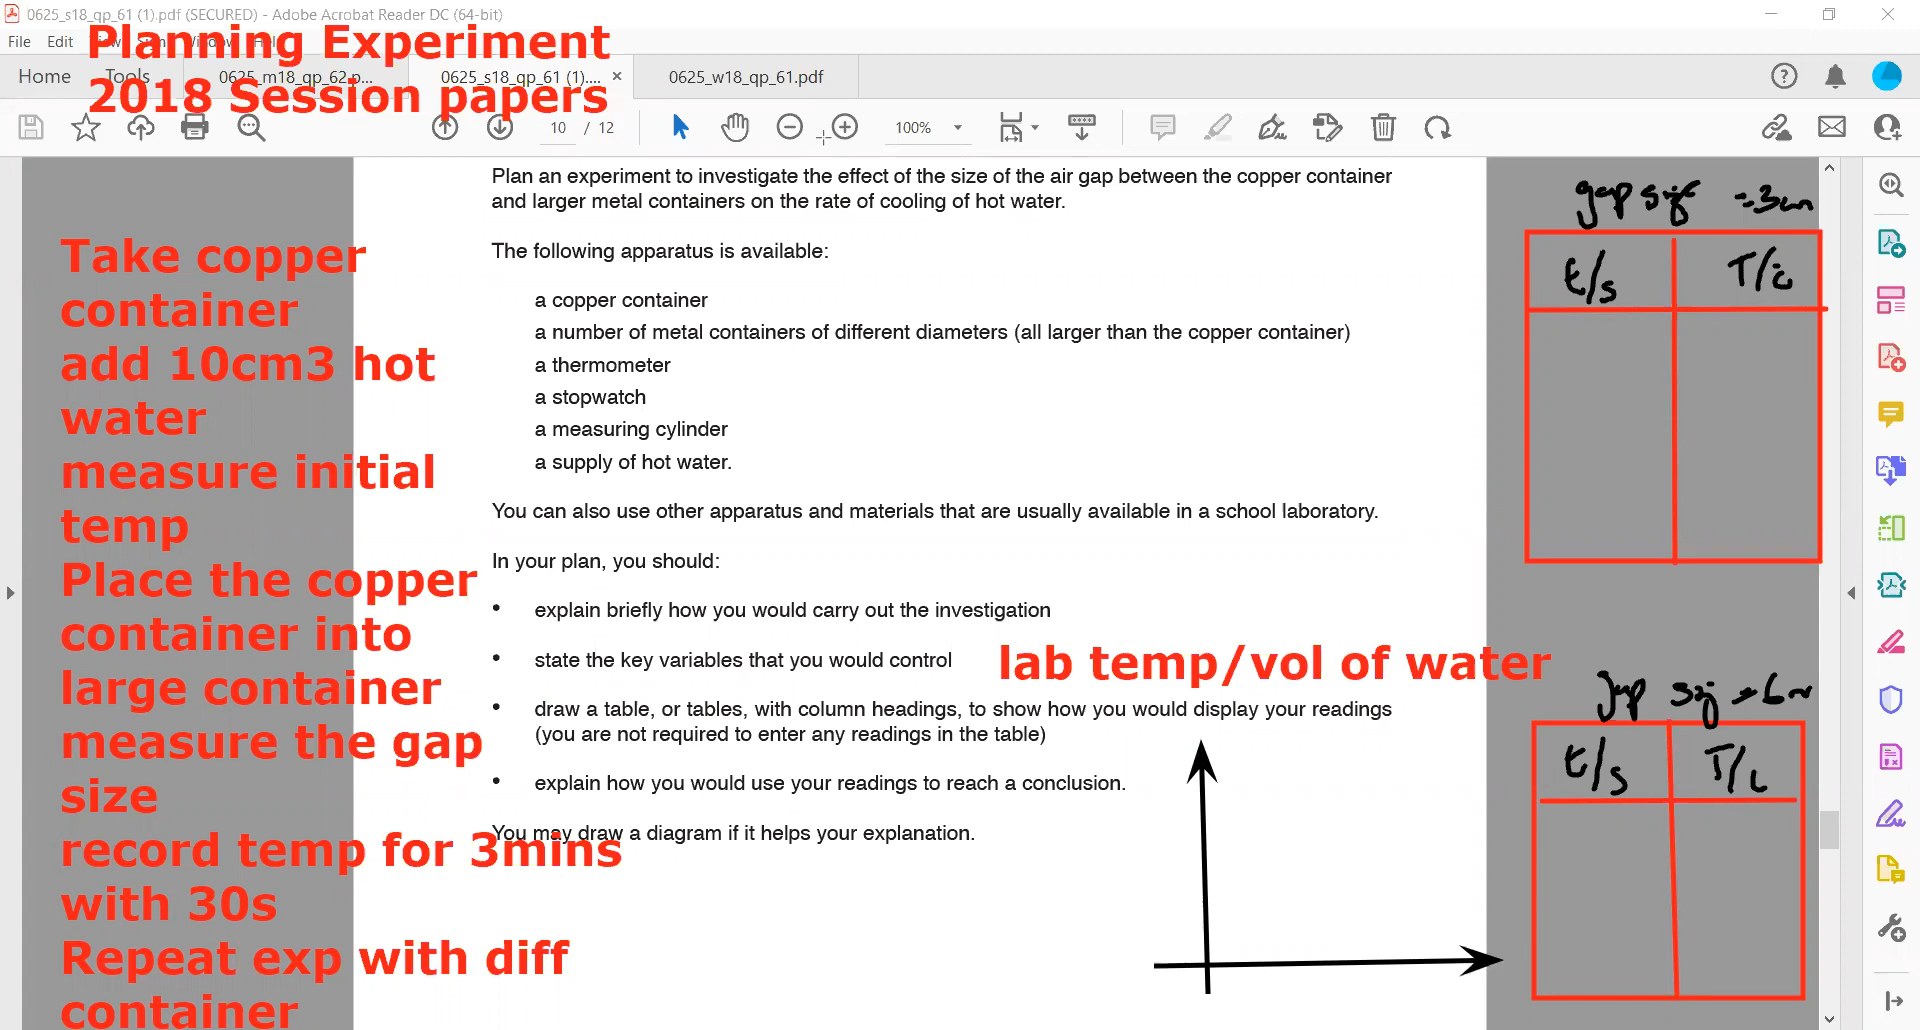 0625_s18_qp_61 (1).pdf (SECURED) - Adobe Acrobat Reader DC (64-bit)
File Edit View Window Help
Planning Experiment
Home Tools 0625_m18_qp_62.p... 0625_s18_qp_61 (1).... × 0625_w18_qp_61.pdf
2018 Session papers
10 / 12 100%
Plan an experiment to investigate the effect of the size of the air gap between the copper container
and larger metal containers on the rate of cooling of hot water.
The following apparatus is available:
a copper container
a number of metal containers of different diameters (all larger than the copper container)
a thermometer
a stopwatch
a measuring cylinder
a supply of hot water.
You can also use other apparatus and materials that are usually available in a school laboratory.
In your plan, you should:
• explain briefly how you would carry out the investigation
• state the key variables that you would control
lab temp/vol of water
• draw a table, or tables, with column headings, to show how you would display your readings
(you are not required to enter any readings in the table)
• explain how you would use your readings to reach a conclusion.
You may draw a diagram if it helps your explanation.
Take copper
container
add 10cm3 hot
water
measure initial
temp
Place the copper
container into
large container
measure the gap
size
record temp for 3mins
with 30s
Repeat exp with diff
container
gap size = 3cm
t/s T/c
gap size
t/s